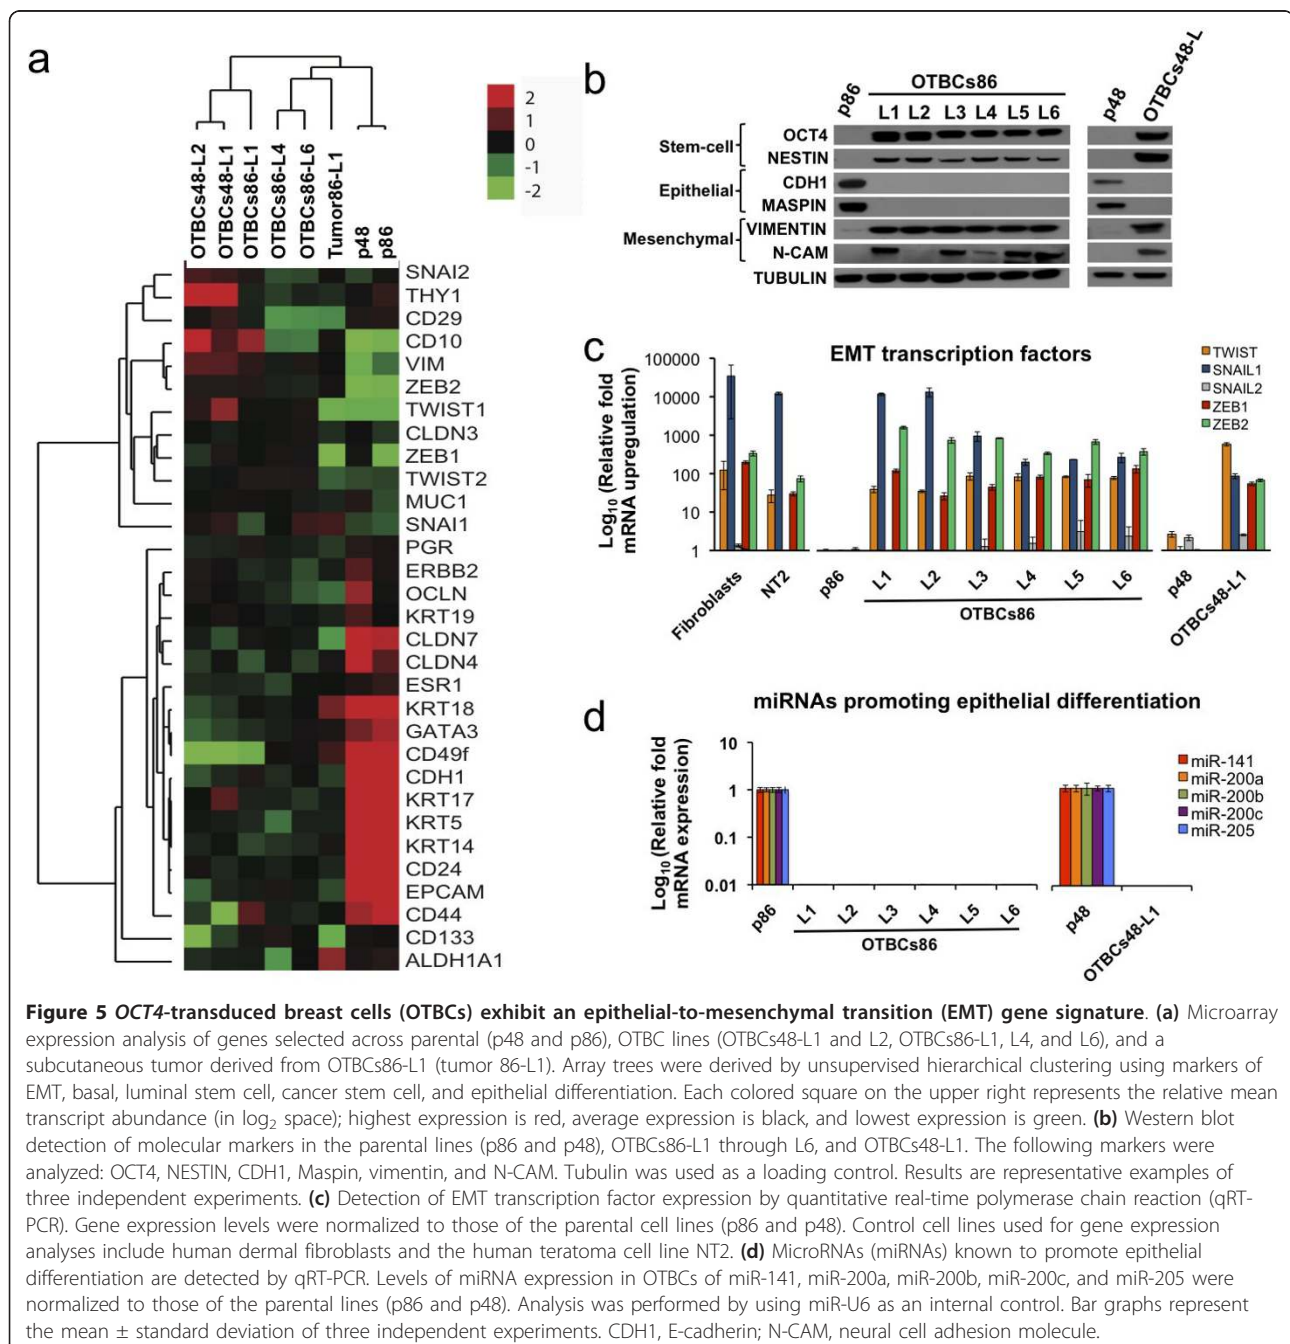 a
2
1
0
-1
-2
OTBCs48-L2
OTBCs48-L1
OTBCs86-L1
OTBCs86-L4
OTBCs86-L6
Tumor86-L1
p48
p86
SNAI2
THY1
CD29
CD10
VIM
ZEB2
TWIST1
CLDN3
ZEB1
TWIST2
MUC1
SNAI1
PGR
ERBB2
OCLN
KRT19
CLDN7
CLDN4
ESR1
KRT18
GATA3
CD49f
CDH1
KRT17
KRT5
KRT14
CD24
EPCAM
CD44
CD133
ALDH1A1
b
p86
OTBCs86
L1 L2 L3 L4 L5 L6
p48
OTBCs48-L
Stem-cell
OCT4
NESTIN
Epithelial
CDH1
MASPIN
Mesenchymal
VIMENTIN
N-CAM
TUBULIN
c
EMT transcription factors
Log10 (Relative fold
mRNA upregulation)
100000
10000
1000
100
10
1
TWIST
SNAIL1
SNAIL2
ZEB1
ZEB2
Fibroblasts
NT2
p86
L1
L2
L3
L4
L5
L6
OTBCs86
p48
OTBCs48-L1
d
miRNAs promoting epithelial differentiation
Log10 (Relative fold
mRNA expression)
10
1
0.1
0.01
miR-141
miR-200a
miR-200b
miR-200c
miR-205
p86
L1
L2
L3
L4
L5
L6
OTBCs86
p48
OTBCs48-L1
Figure 5 OCT4-transduced breast cells (OTBCs) exhibit an epithelial-to-mesenchymal transition (EMT) gene signature. (a) Microarray
expression analysis of genes selected across parental (p48 and p86), OTBC lines (OTBCs48-L1 and L2, OTBCs86-L1, L4, and L6), and a
subcutaneous tumor derived from OTBCs86-L1 (tumor 86-L1). Array trees were derived by unsupervised hierarchical clustering using markers of
EMT, basal, luminal stem cell, cancer stem cell, and epithelial differentiation. Each colored square on the upper right represents the relative mean
transcript abundance (in log2 space); highest expression is red, average expression is black, and lowest expression is green. (b) Western blot
detection of molecular markers in the parental lines (p86 and p48), OTBCs86-L1 through L6, and OTBCs48-L1. The following markers were
analyzed: OCT4, NESTIN, CDH1, Maspin, vimentin, and N-CAM. Tubulin was used as a loading control. Results are representative examples of
three independent experiments. (c) Detection of EMT transcription factor expression by quantitative real-time polymerase chain reaction (qRT-
PCR). Gene expression levels were normalized to those of the parental cell lines (p86 and p48). Control cell lines used for gene expression
analyses include human dermal fibroblasts and the human teratoma cell line NT2. (d) MicroRNAs (miRNAs) known to promote epithelial
differentiation are detected by qRT-PCR. Levels of miRNA expression in OTBCs of miR-141, miR-200a, miR-200b, miR-200c, and miR-205 were
normalized to those of the parental lines (p86 and p48). Analysis was performed by using miR-U6 as an internal control. Bar graphs represent
the mean ± standard deviation of three independent experiments. CDH1, E-cadherin; N-CAM, neural cell adhesion molecule.